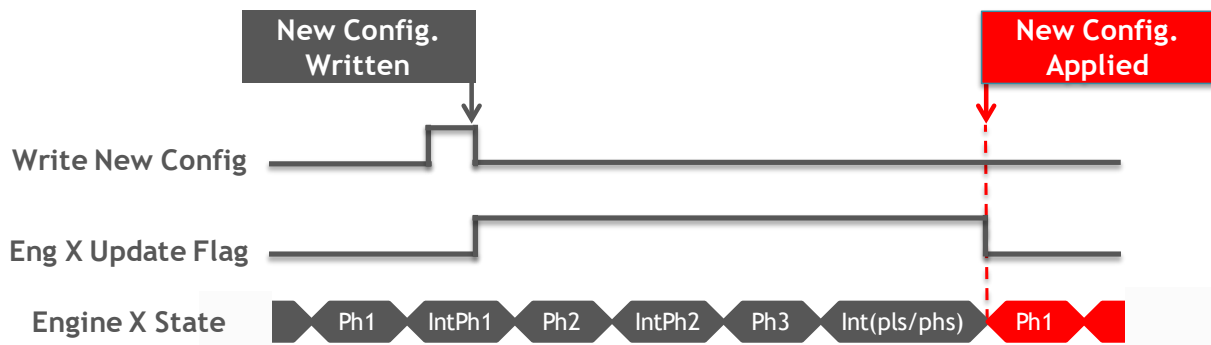 New Config.
Written
New Config.
Applied
Write New Config
Eng X Update Flag
Engine X State
Ph1
IntPh1
Ph2
IntPh2
Ph3
Int(pls/phs)
Ph1